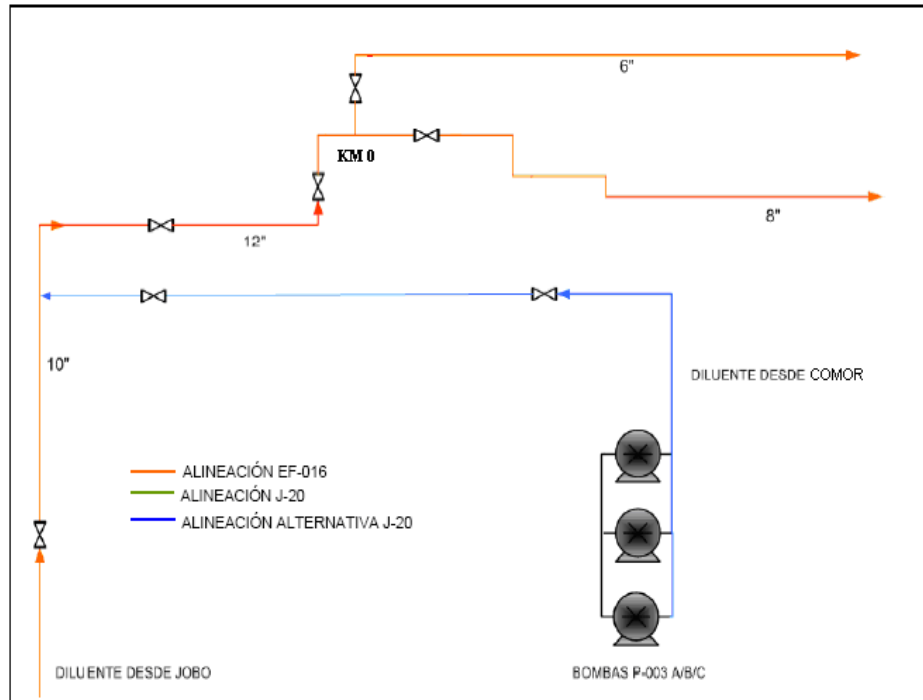 6"
KM 0
8"
12"
10"
DILUENTE DESDE COMOR
ALINEACIÓN EF-016
ALINEACIÓN J-20
ALINEACIÓN ALTERNATIVA J-20
DILUENTE DESDE JOBO
BOMBAS P-003 A/B/C